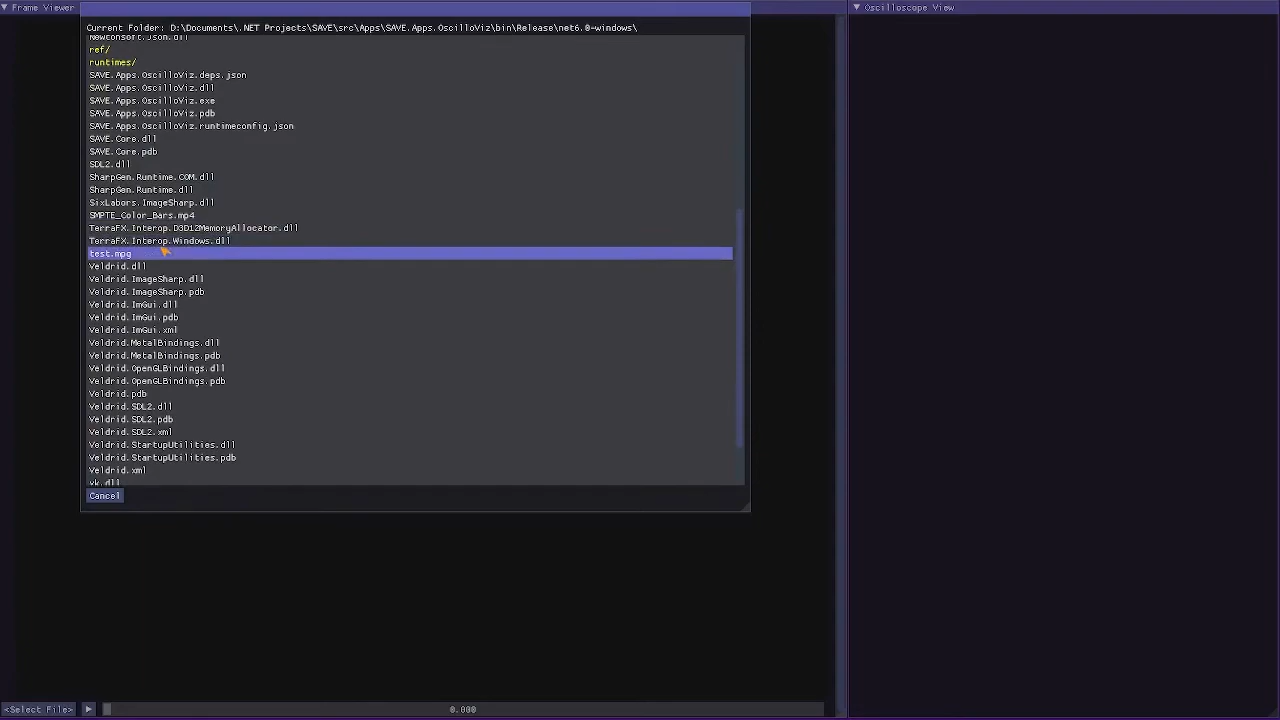 Frame Viewer
Oscilloscope View
Current Folder: D:\Documents\.NET Projects\SAVE\src\Apps\SAVE.Apps.OscilloViz\bin\Release\net6.0-windows\
Newtonsoft.Json.dll
ref/
runtimes/
SAVE.Apps.OscilloViz.deps.json
SAVE.Apps.OscilloViz.dll
SAVE.Apps.OscilloViz.exe
SAVE.Apps.OscilloViz.pdb
SAVE.Apps.OscilloViz.runtimeconfig.json
SAVE.Core.dll
SAVE.Core.pdb
SDL2.dll
SharpGen.Runtime.COM.dll
SharpGen.Runtime.dll
SixLabors.ImageSharp.dll
SMPTE_Color_Bars.mp4
TerraFX.Interop.D3D12MemoryAllocator.dll
TerraFX.Interop.Windows.dll
test.mpg
Veldrid.dll
Veldrid.ImageSharp.dll
Veldrid.ImageSharp.pdb
Veldrid.ImGui.dll
Veldrid.ImGui.pdb
Veldrid.ImGui.xml
Veldrid.MetalBindings.dll
Veldrid.MetalBindings.pdb
Veldrid.OpenGLBindings.dll
Veldrid.OpenGLBindings.pdb
Veldrid.pdb
Veldrid.SDL2.dll
Veldrid.SDL2.pdb
Veldrid.SDL2.xml
Veldrid.StartupUtilities.dll
Veldrid.StartupUtilities.pdb
Veldrid.xml
vk.dll
Cancel
<Select File>
0.000